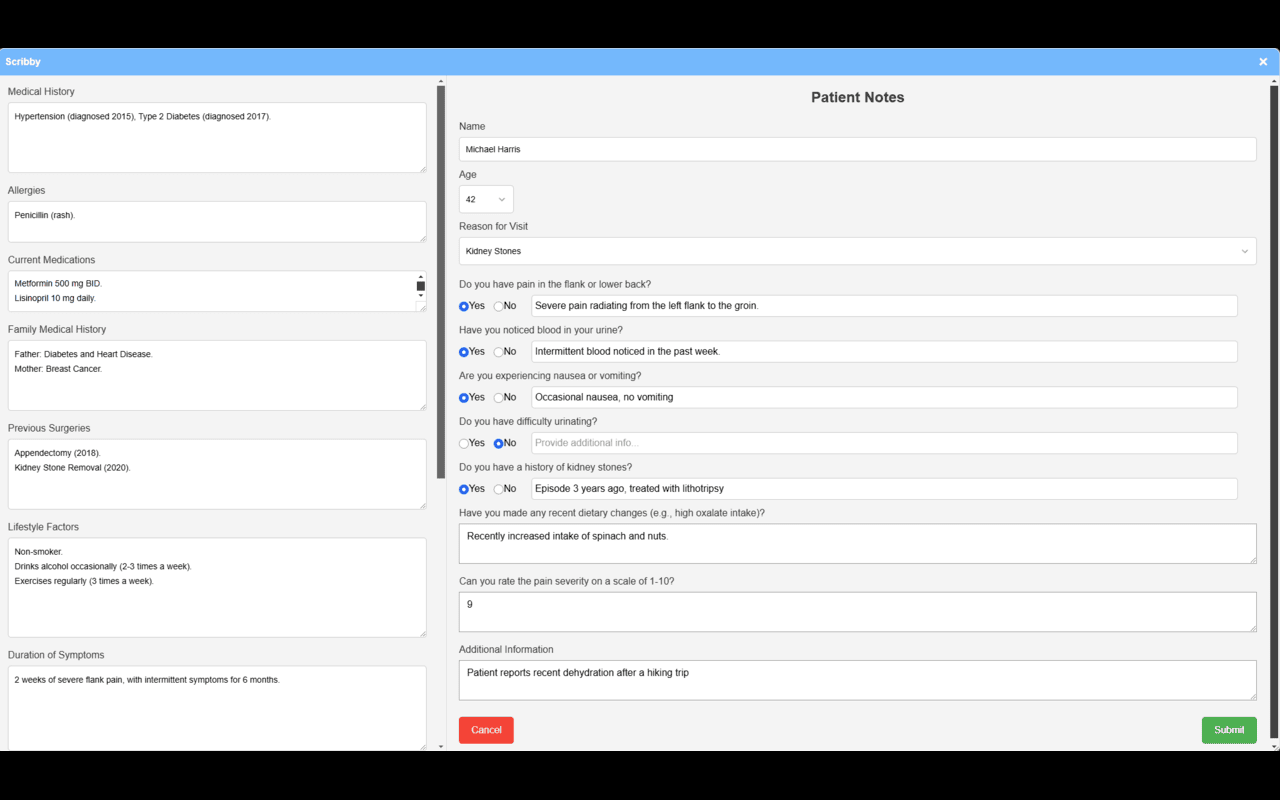 Scribby
Medical History
Hypertension (diagnosed 2015), Type 2 Diabetes (diagnosed 2017).
Allergies
Penicillin (rash).
Current Medications
Metformin 500 mg BID.
Lisinopril 10 mg daily.
Family Medical History
Father: Diabetes and Heart Disease.
Mother: Breast Cancer.
Previous Surgeries
Appendectomy (2018).
Kidney Stone Removal (2020).
Lifestyle Factors
Non-smoker.
Drinks alcohol occasionally (2-3 times a week).
Exercises regularly (3 times a week).
Duration of Symptoms
2 weeks of severe flank pain, with intermittent symptoms for 6 months.
Patient Notes
Name
Michael Harris
Age
42
Reason for Visit
Kidney Stones
Do you have pain in the flank or lower back?
Yes No Severe pain radiating from the left flank to the groin.
Have you noticed blood in your urine?
Yes No Intermittent blood noticed in the past week.
Are you experiencing nausea or vomiting?
Yes No Occasional nausea, no vomiting
Do you have difficulty urinating?
Yes No Provide additional info...
Do you have a history of kidney stones?
Yes No Episode 3 years ago, treated with lithotripsy
Have you made any recent dietary changes (e.g., high oxalate intake)?
Recently increased intake of spinach and nuts.
Can you rate the pain severity on a scale of 1-10?
9
Additional Information
Patient reports recent dehydration after a hiking trip
Cancel Submit